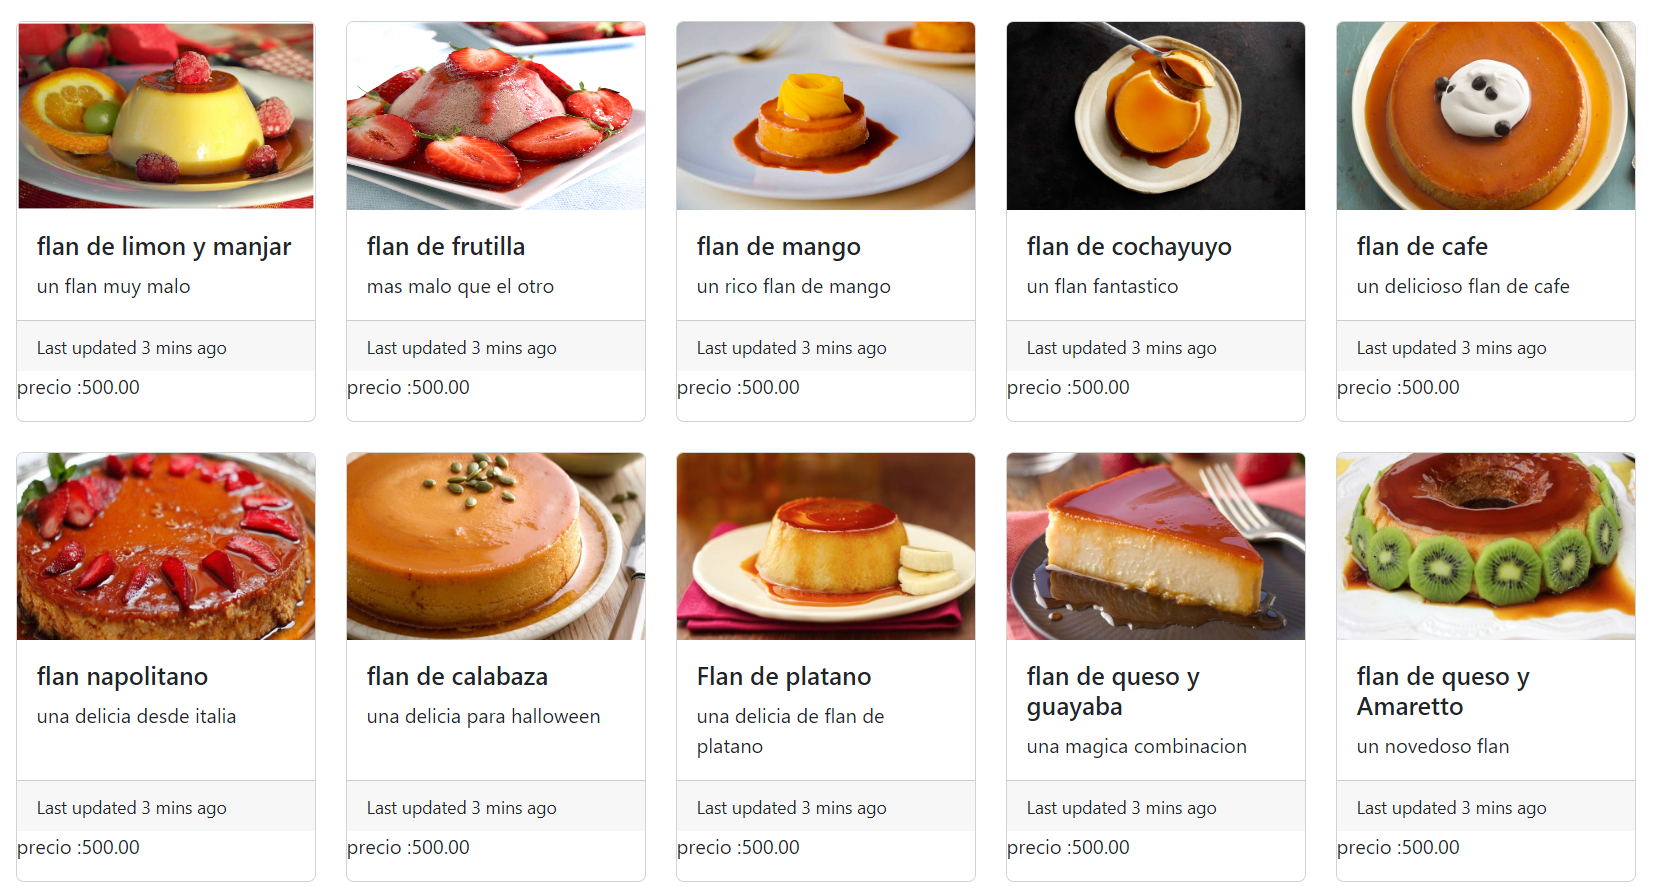 flan de limon y manjar
un flan muy malo
Last updated 3 mins ago
precio :500.00
flan de frutilla
mas malo que el otro
Last updated 3 mins ago
precio :500.00
flan de mango
un rico flan de mango
Last updated 3 mins ago
precio :500.00
flan de cochayuyo
un flan fantastico
Last updated 3 mins ago
precio :500.00
flan de cafe
un delicioso flan de cafe
Last updated 3 mins ago
precio :500.00
flan napolitano
una delicia desde italia
Last updated 3 mins ago
precio :500.00
flan de calabaza
una delicia para halloween
Last updated 3 mins ago
precio :500.00
Flan de platano
una delicia de flan de
platano
Last updated 3 mins ago
precio :500.00
flan de queso y
guayaba
una magica combinacion
Last updated 3 mins ago
precio :500.00
flan de queso y
Amaretto
un novedoso flan
Last updated 3 mins ago
precio :500.00